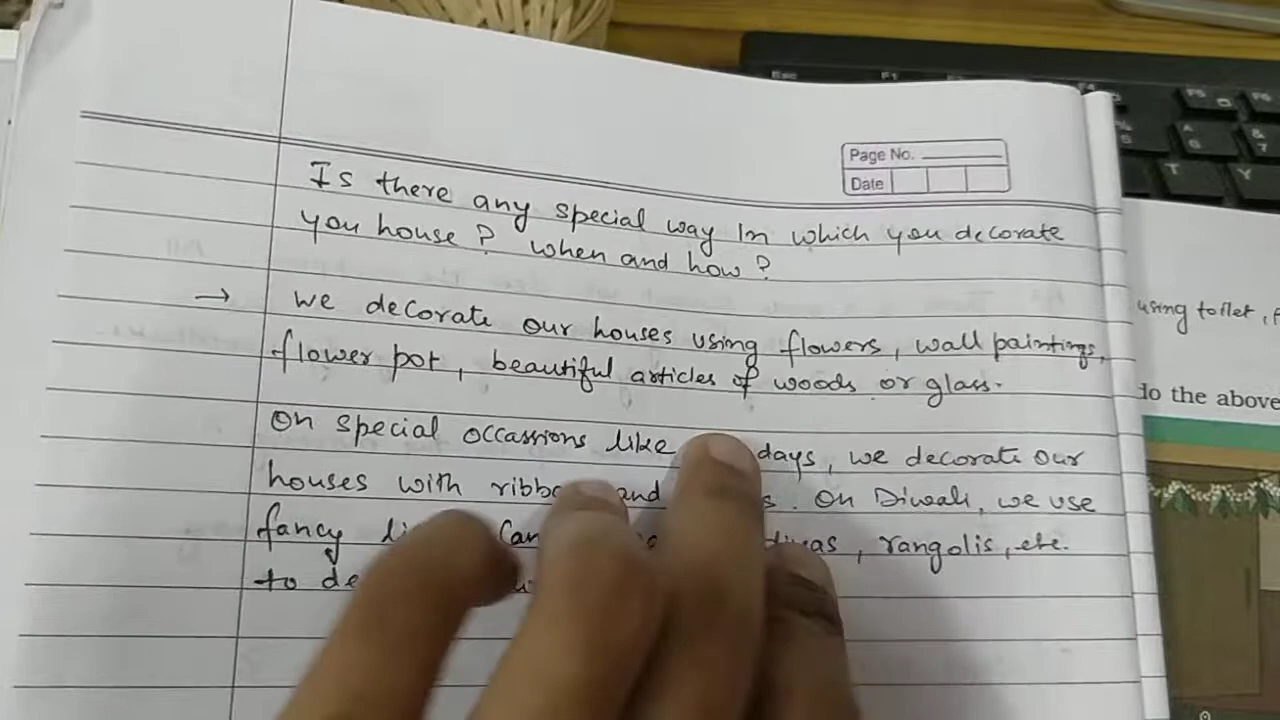 Page No.
Date
Is there any special way In which you decorate
you house? When and how?
→ We decorate our houses using flowers, wall paintings,
flower pot, beautiful articles of woods or glass.
On special occassions like days, we decorate our
houses with and On Diwali, we use
fancy rangolis, etc.
to
using toilet,
do the above
Esc F1
T Y